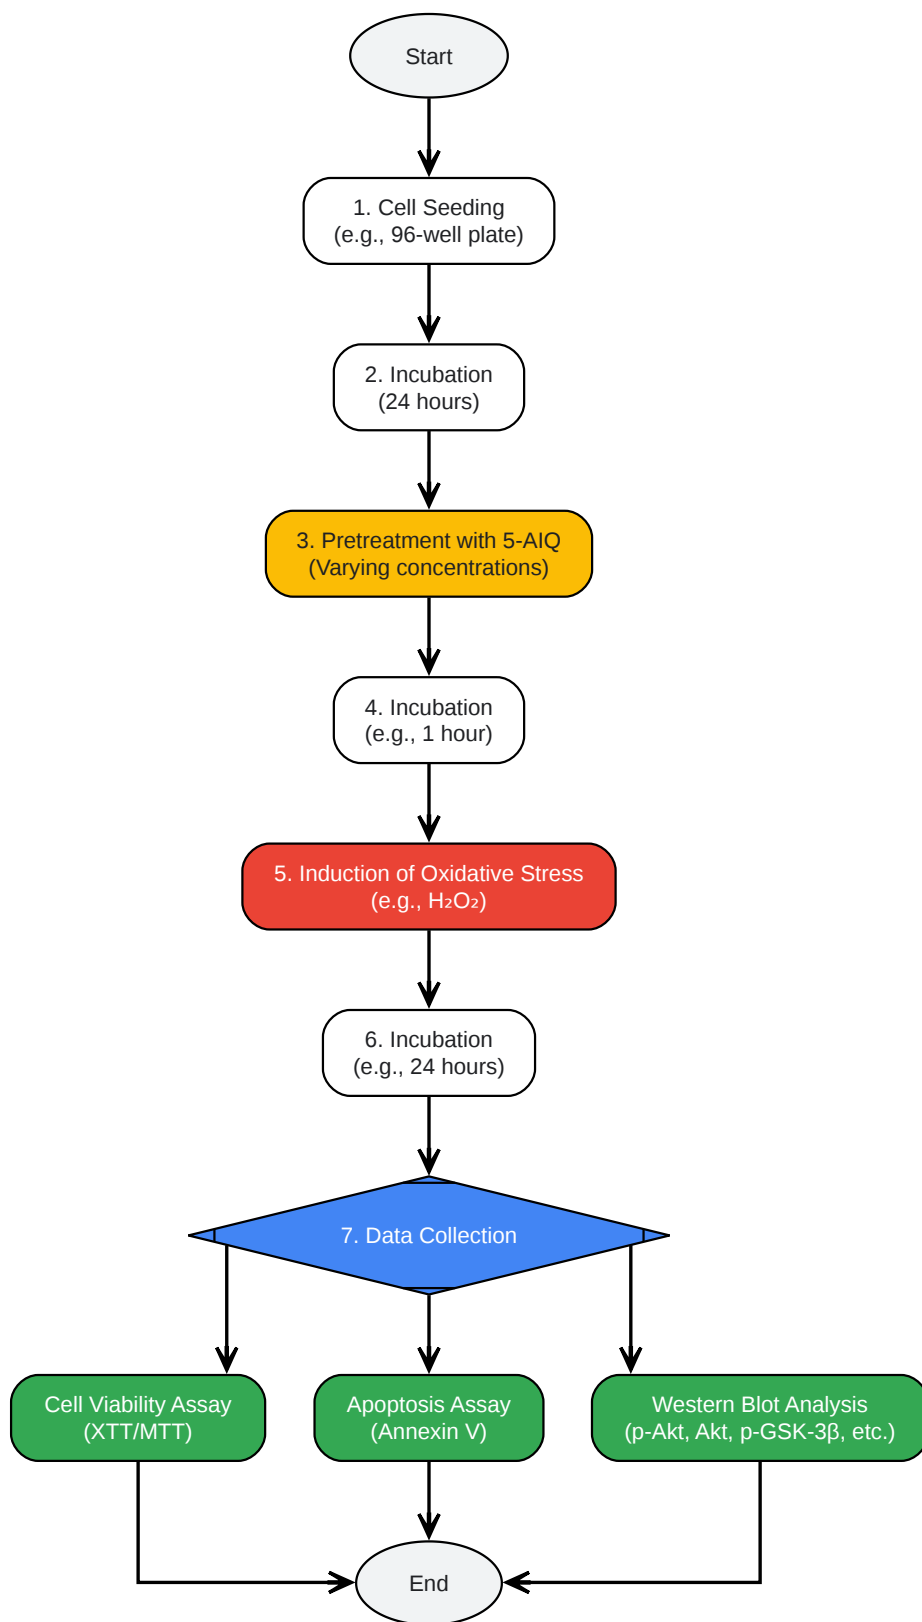 Start
1. Cell Seeding
(e.g., 96-well plate)
2. Incubation
(24 hours)
3. Pretreatment with 5-AIQ
(Varying concentrations)
4. Incubation
(e.g., 1 hour)
5. Induction of Oxidative Stress
(e.g., H₂O₂)
6. Incubation
(e.g., 24 hours)
7. Data Collection
Cell Viability Assay
(XTT/MTT)
Apoptosis Assay
(Annexin V)
Western Blot Analysis
(p-Akt, Akt, p-GSK-3β, etc.)
End